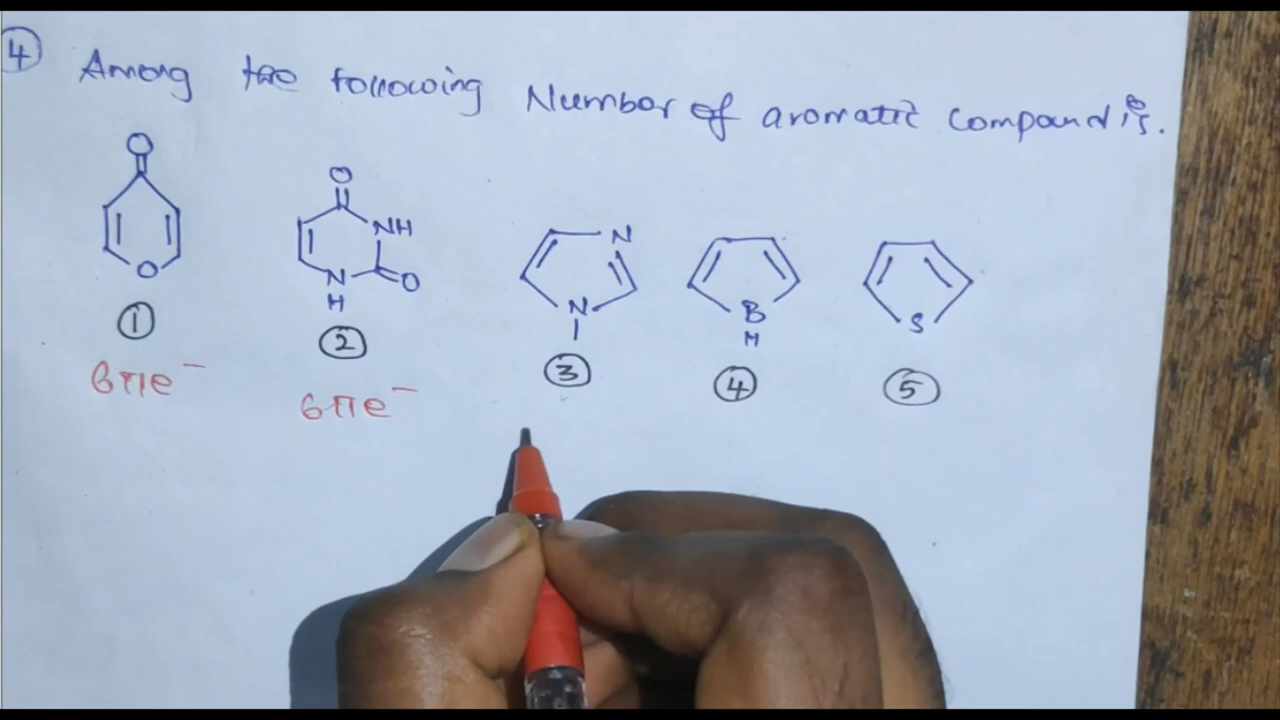 ④ Among the following Number of aromatic compound is.
O
O
NH
O
N
H
O
N
N
B
H
S
①
②
③
④
⑤
6πe⁻
6πe⁻